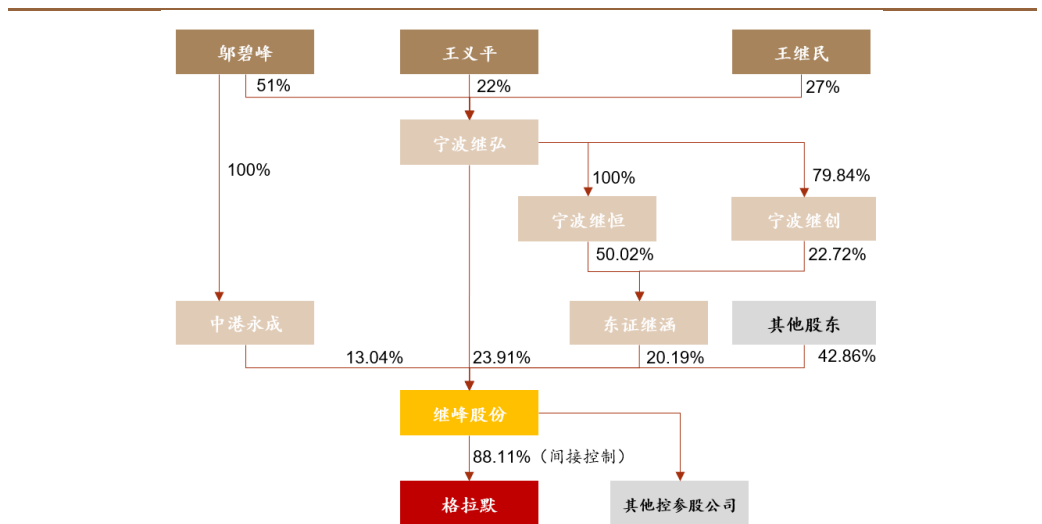 邬碧峰
王义平
王继民
51%
22%
27%
宁波继弘
100%
100%
79.84%
宁波继恒
宁波继创
50.02%
22.72%
中港永成
东证继涵
其他股东
13.04%
23.91%
20.19%
42.86%
继峰股份
88.11%（间接控制）
格拉默
其他控参股公司